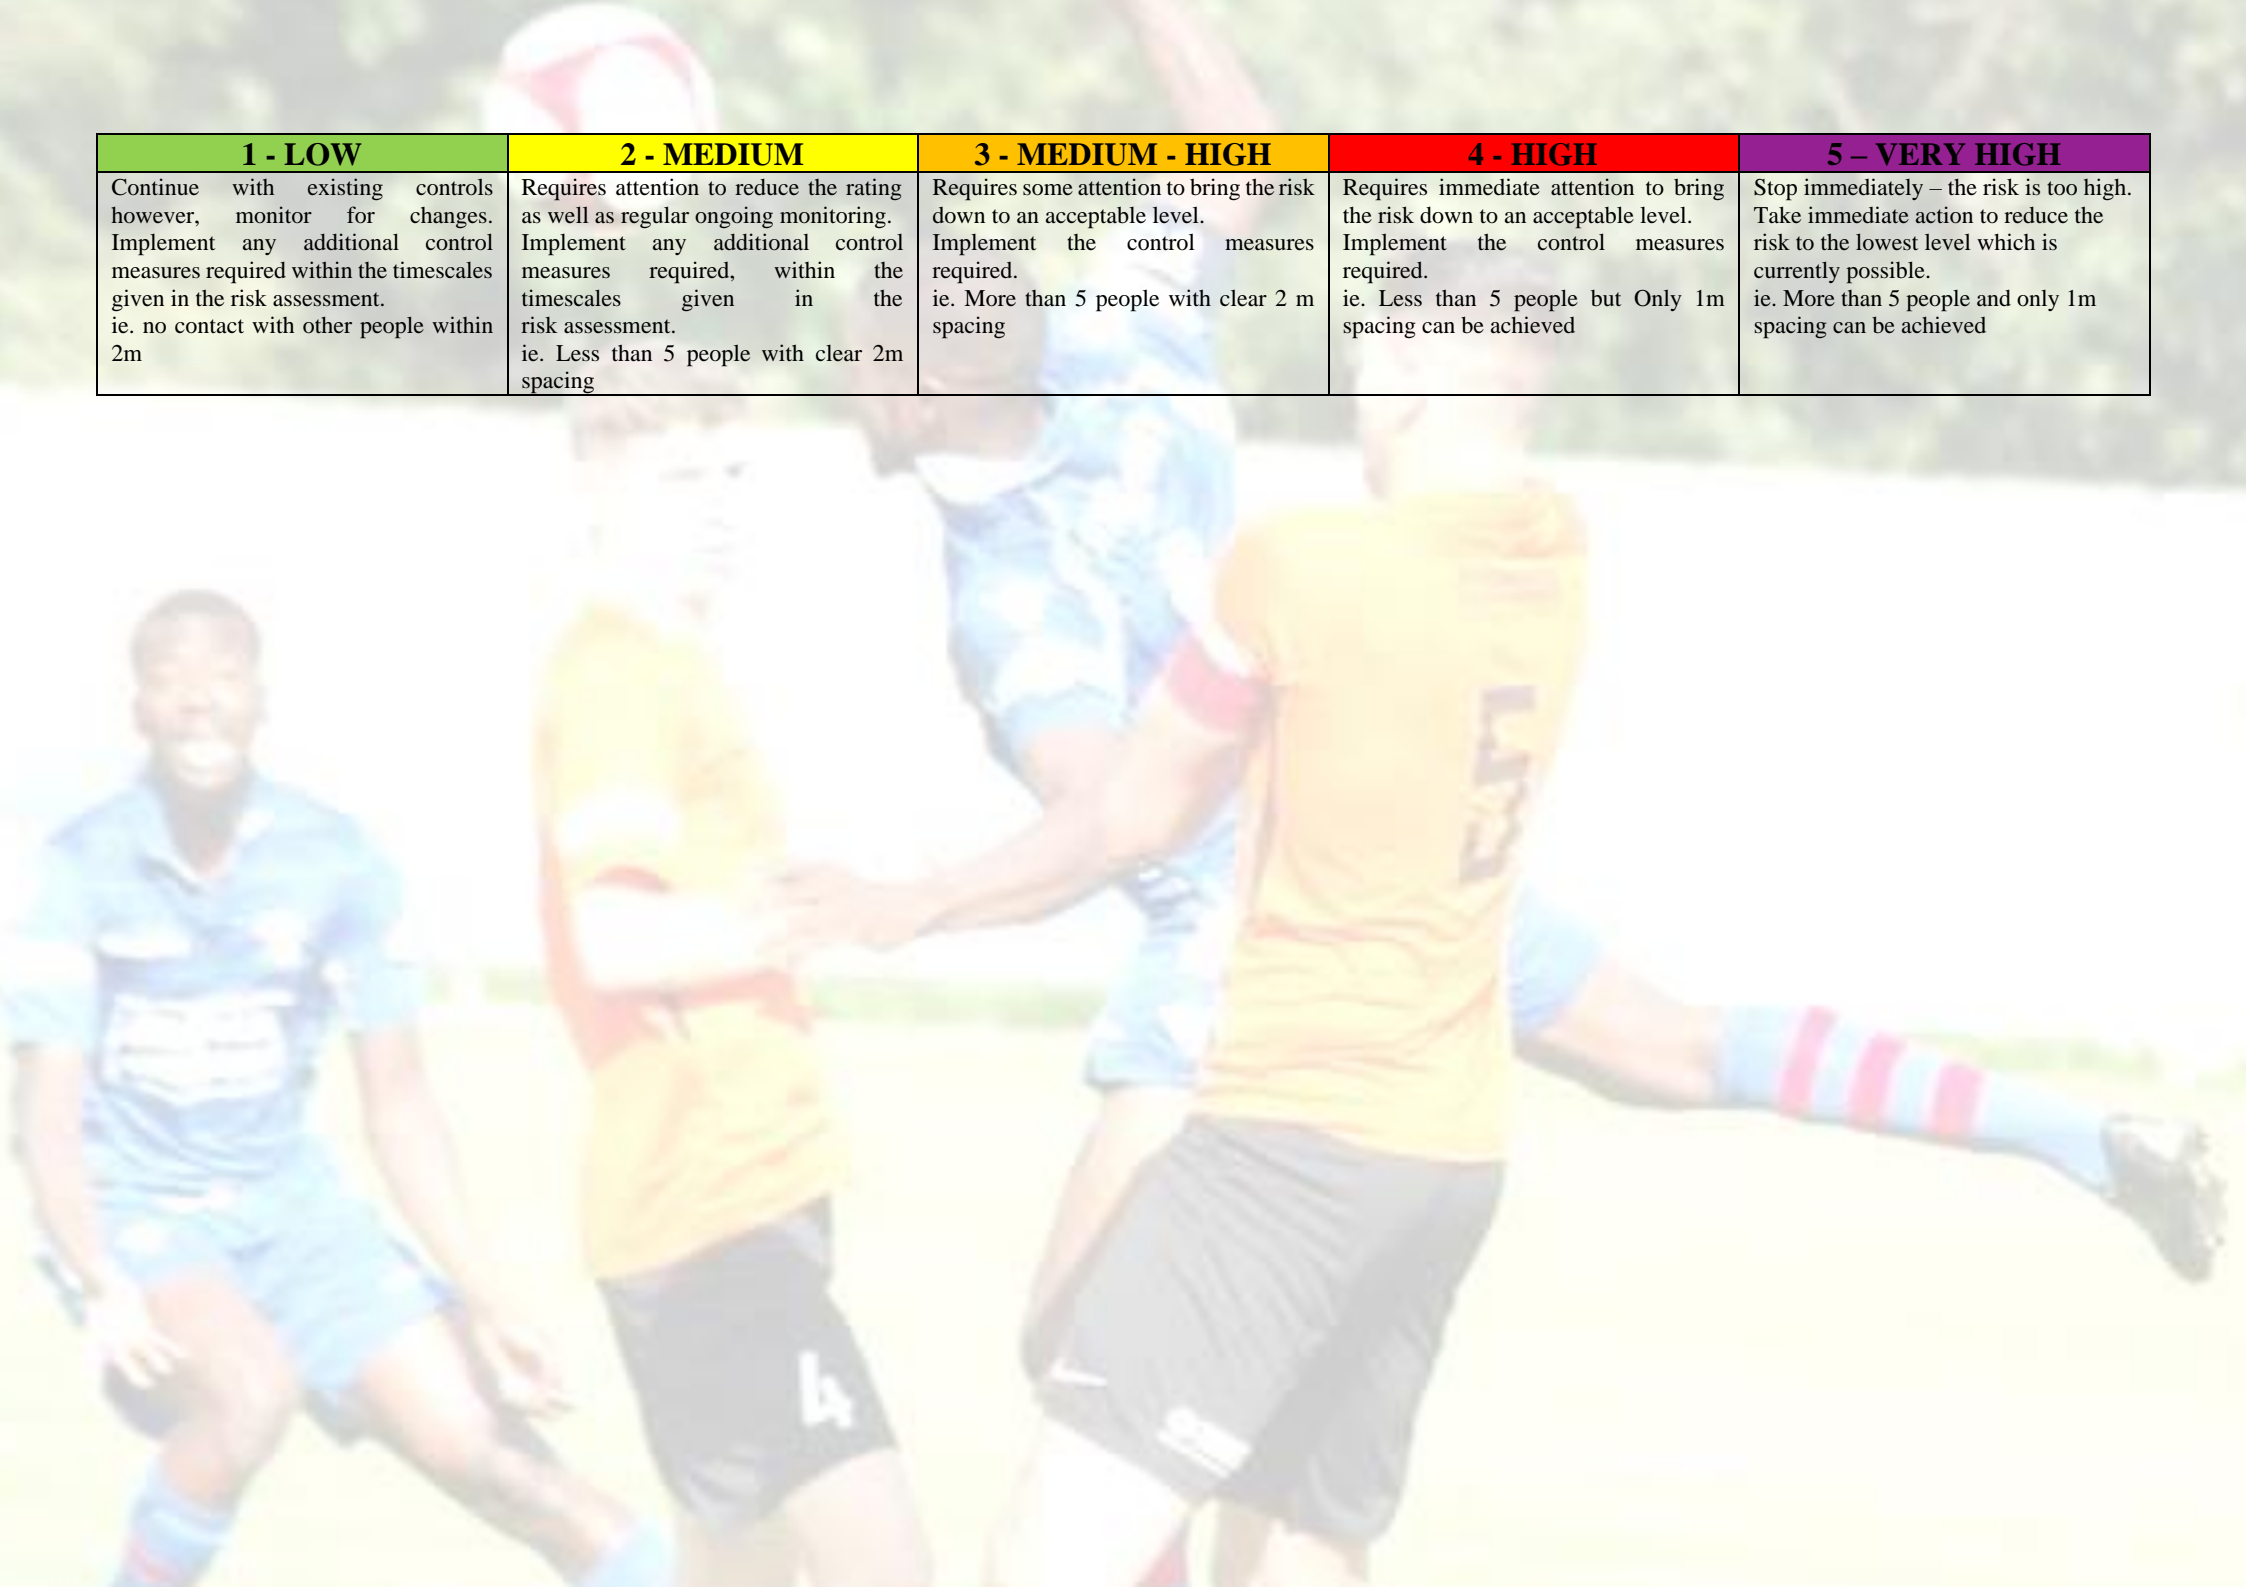 1 - LOW
Continue with existing controls
however, monitor for changes.
Implement any additional control
measures required within the timescales
given in the risk assessment.
ie. no contact with other people within
2m
2 - MEDIUM
Requires attention to reduce the rating
as well as regular ongoing monitoring.
Implement any additional control
measures required, within the
timescales given in the
risk assessment.
ie. Less than 5 people with clear 2m
spacing
3 - MEDIUM - HIGH
Requires some attention to bring the risk
down to an acceptable level.
Implement the control measures
required.
ie. More than 5 people with clear 2 m
spacing
4 - HIGH
Requires immediate attention to bring
the risk down to an acceptable level.
Implement the control measures
required.
ie. Less than 5 people but Only 1m
spacing can be achieved
5 – VERY HIGH
Stop immediately – the risk is too high.
Take immediate action to reduce the
risk to the lowest level which is
currently possible.
ie. More than 5 people and only 1m
spacing can be achieved
4